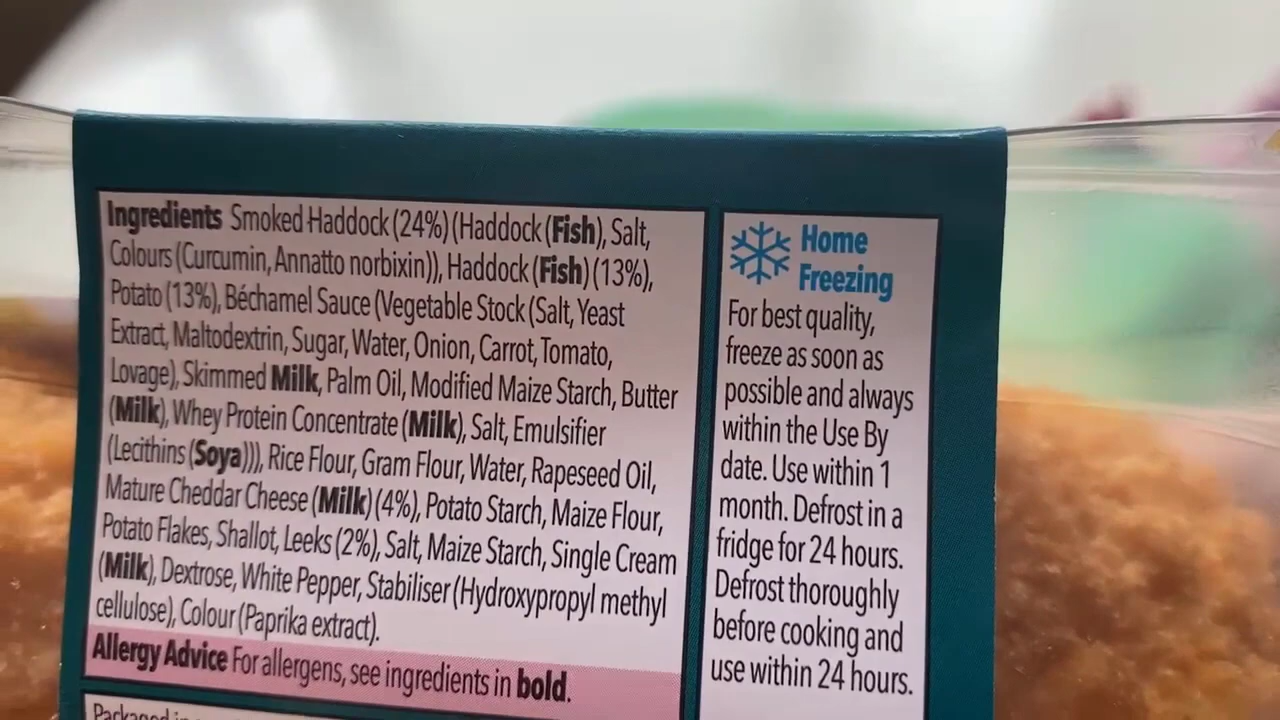 Ingredients Smoked Haddock (24%) (Haddock (Fish), Salt,
Colours (Curcumin, Annatto norbixin)), Haddock (Fish) (13%),
Potato (13%), Béchamel Sauce (Vegetable Stock (Salt, Yeast
Extract, Maltodextrin, Sugar, Water, Onion, Carrot, Tomato,
Lovage), Skimmed Milk, Palm Oil, Modified Maize Starch, Butter
(Milk), Whey Protein Concentrate (Milk), Salt, Emulsifier
(Lecithins (Soya))), Rice Flour, Gram Flour, Water, Rapeseed Oil,
Mature Cheddar Cheese (Milk) (4%), Potato Starch, Maize Flour,
Potato Flakes, Shallot, Leeks (2%), Salt, Maize Starch, Single Cream
(Milk), Dextrose, White Pepper, Stabiliser (Hydroxypropyl methyl
cellulose), Colour (Paprika extract).
Allergy Advice For allergens, see ingredients in bold.
Home
Freezing
For best quality,
freeze as soon as
possible and always
within the Use By
date. Use within 1
month. Defrost in a
fridge for 24 hours.
Defrost thoroughly
before cooking and
use within 24 hours.